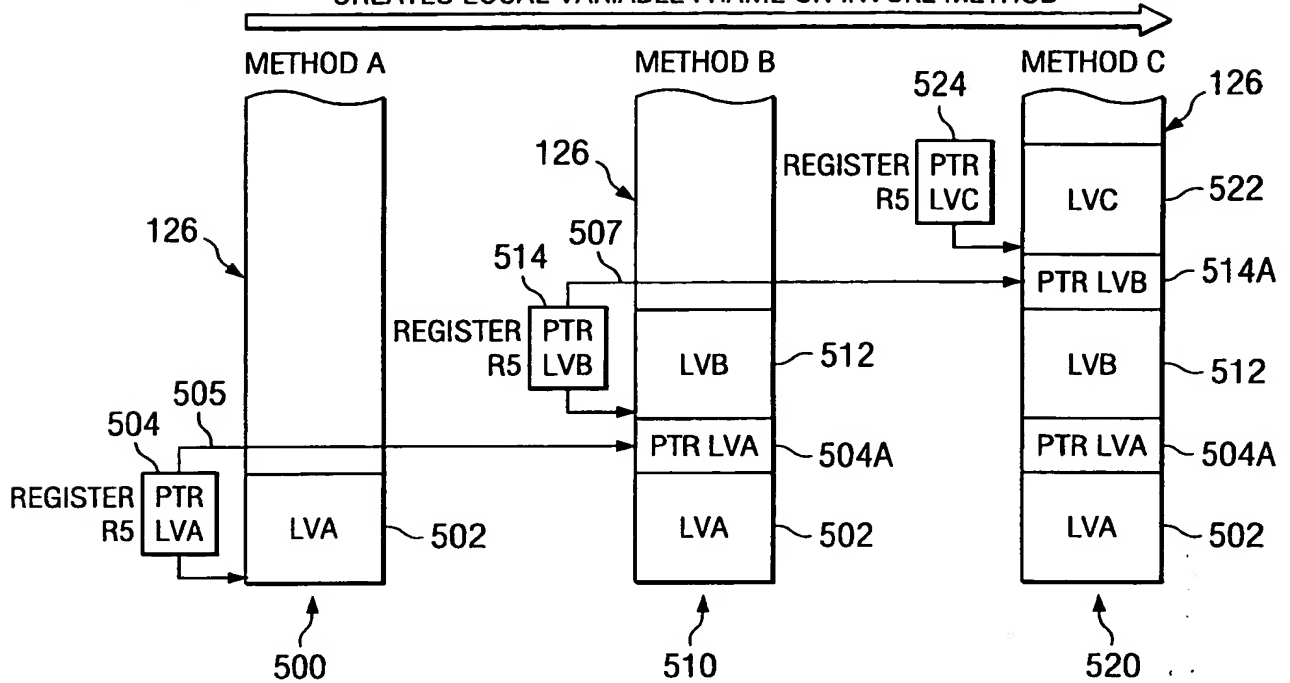 CREATES LOCAL VARIABLE FRAME ON INVOKE METHOD
METHOD A
METHOD B
METHOD C
524
126
126
REGISTER R5
PTR LVC
LVC
522
126
507
514
PTR LVB
514A
REGISTER R5
PTR LVB
LVB
512
LVB
512
505
504
PTR LVA
504A
PTR LVA
504A
REGISTER R5
PTR LVA
LVA
502
LVA
502
LVA
502
500
510
520